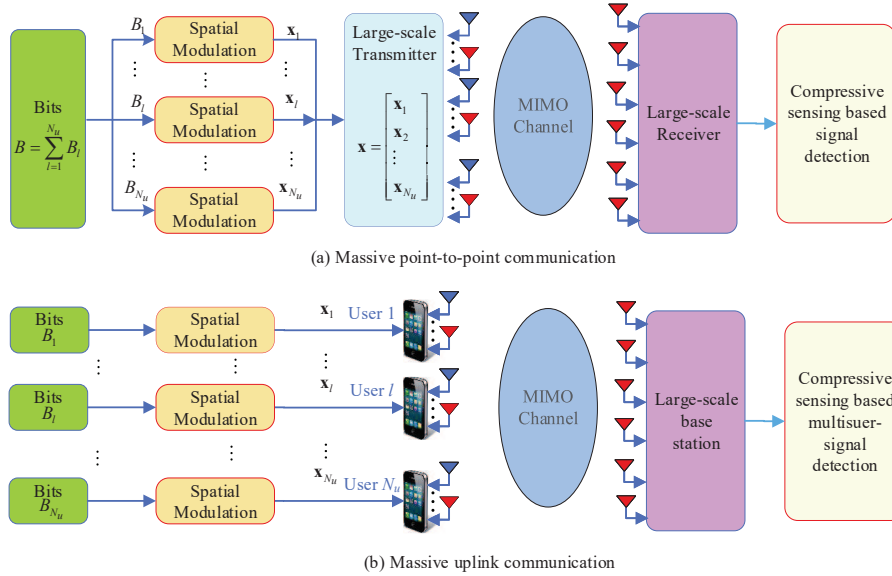 Bits
B = ∑_{l=1}^{N_u} B_l
B_1
Spatial
Modulation
x_1
⋮
⋮
⋮
B_l
Spatial
Modulation
x_l
⋮
⋮
⋮
B_{N_u}
Spatial
Modulation
x_{N_u}
Large-scale
Transmitter
x = [x_1 x_2 ⋮ x_{N_u}]
MIMO
Channel
Large-scale
Receiver
Compressive
sensing based
signal
detection
(a) Massive point-to-point communication
Bits
B_1
Spatial
Modulation
x_1
User 1
⋮
⋮
⋮
Bits
B_l
Spatial
Modulation
x_l
User l
⋮
⋮
⋮
Bits
B_{N_u}
Spatial
Modulation
x_{N_u}
User N_u
MIMO
Channel
Large-scale
base
station
Compressive
sensing based
multisuer-
signal
detection
(b) Massive uplink communication